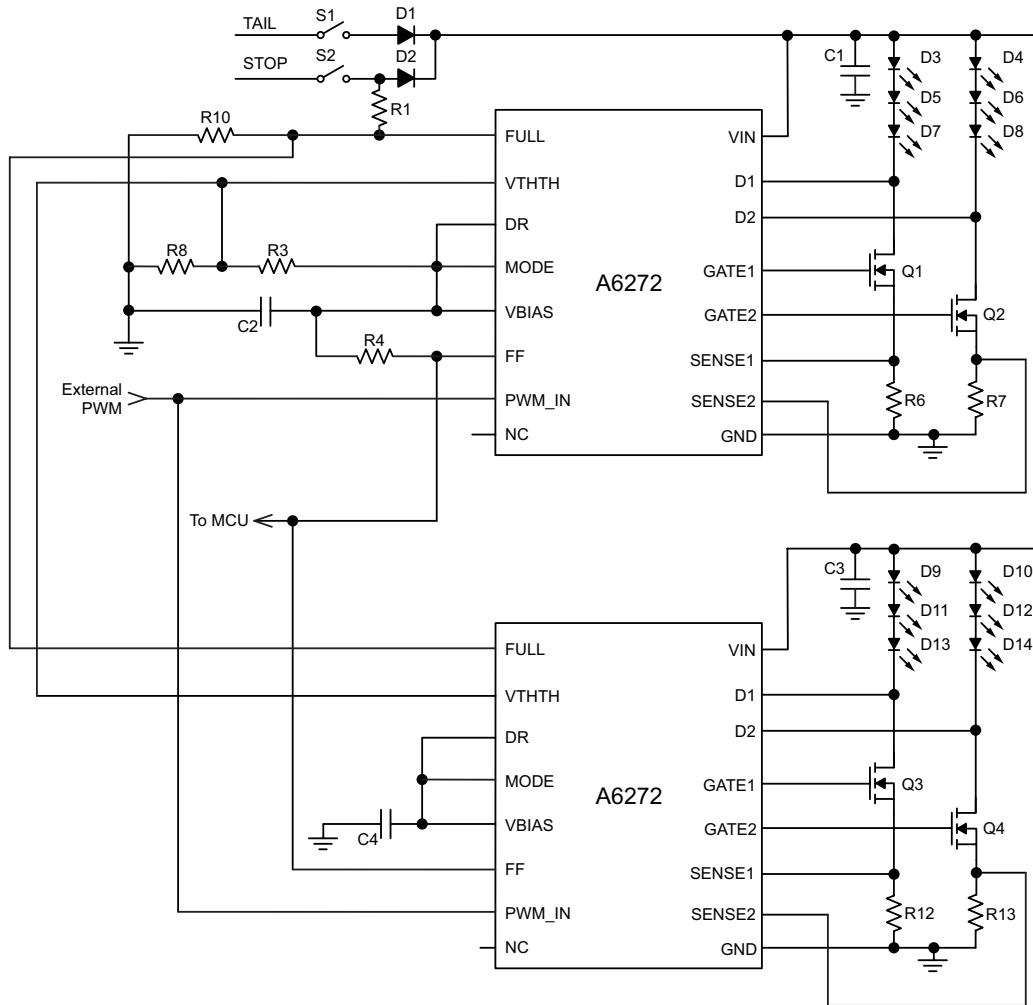 TAIL S1 D1
STOP S2 D2
R1
C1 D3 D4
D5 D6
D7 D8
R10
FULL VIN
VTHTH D1
DR D2
R8 R3
MODE GATE1 Q1
A6272
C2 VBIAS GATE2 Q2
R4 FF SENSE1
External
PWM
PWM_IN SENSE2 R6 R7
NC GND
To MCU
C3 D9 D10
D11 D12
D13 D14
FULL VIN
VTHTH D1
DR D2
MODE GATE1 Q3
A6272
C4 VBIAS GATE2 Q4
FF SENSE1
PWM_IN SENSE2 R12 R13
NC GND